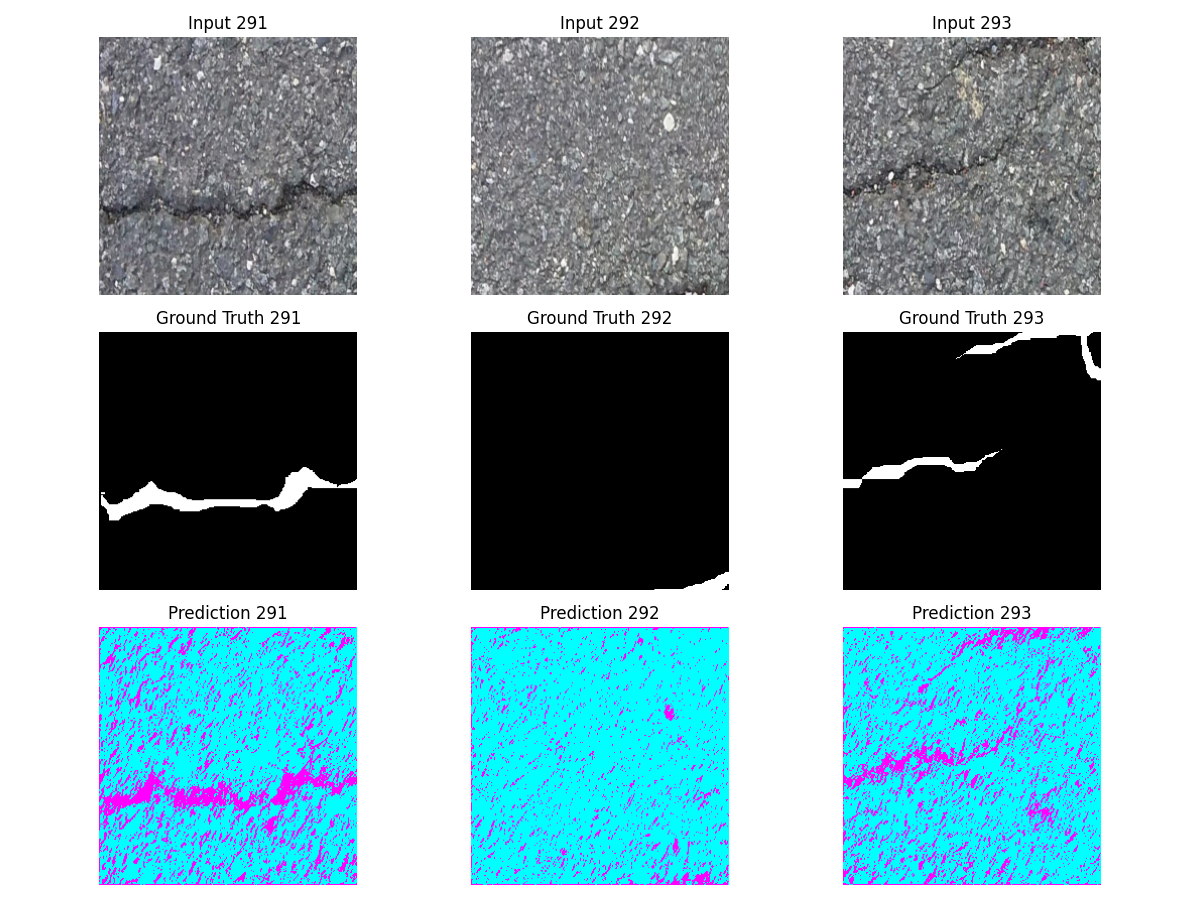 Input 291
Input 292
Input 293
Ground Truth 291
Ground Truth 292
Ground Truth 293
Prediction 291
Prediction 292
Prediction 293